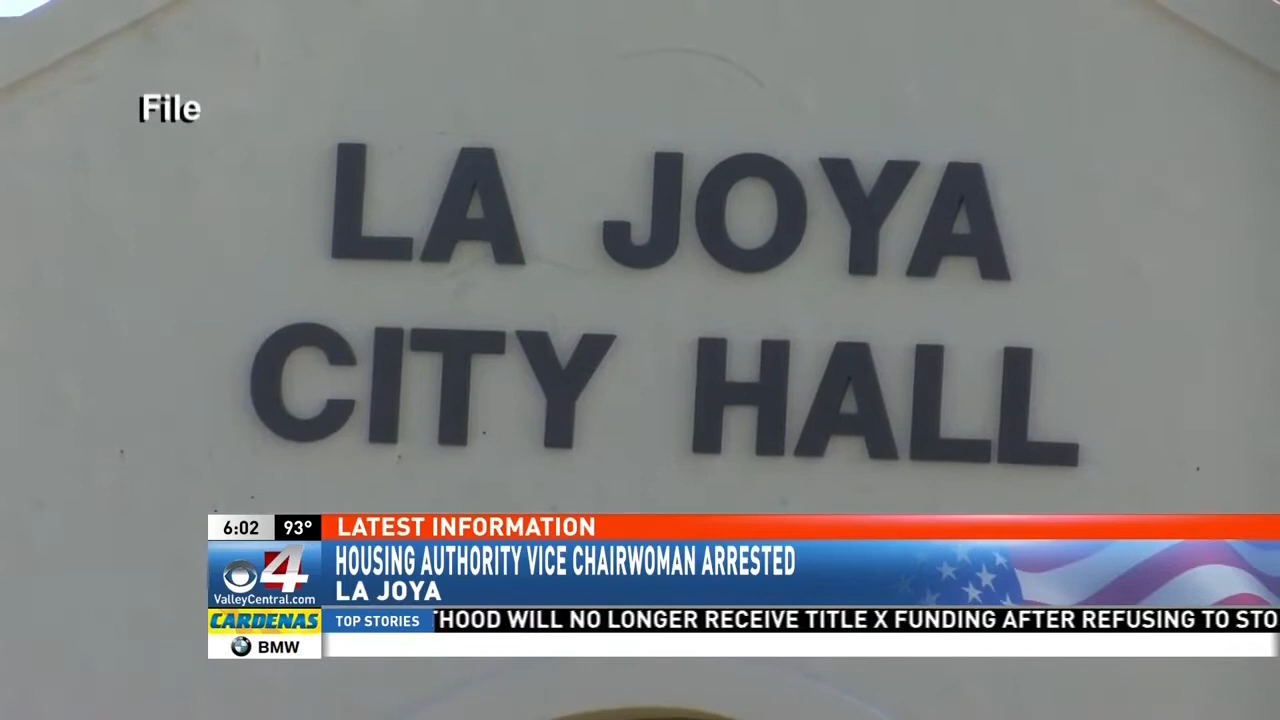 File
LA JOYA
CITY HALL
6:02 93° LATEST INFORMATION
HOUSING AUTHORITY VICE CHAIRWOMAN ARRESTED
4
LA JOYA
ValleyCentral.com
CARDENAS
TOP STORIES THOOD WILL NO LONGER RECEIVE TITLE X FUNDING AFTER REFUSING TO STO
BMW